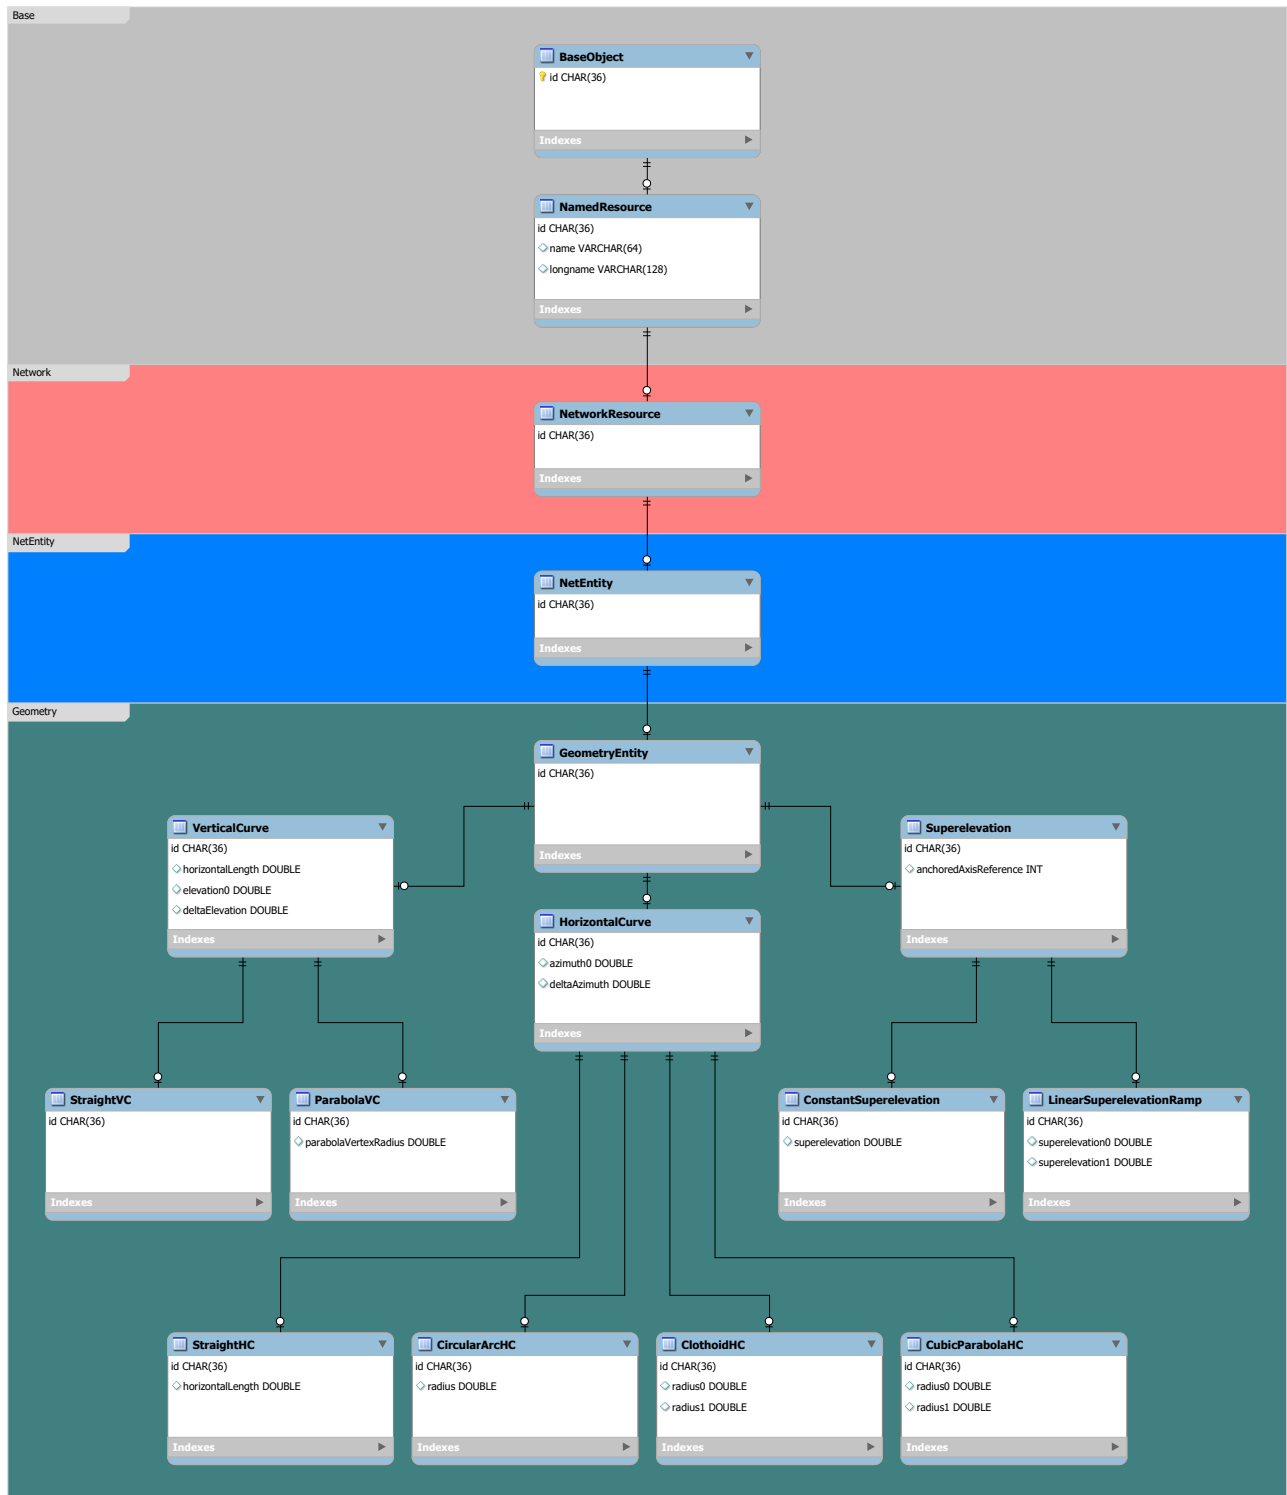 Base
BaseObject
id CHAR(36)
Indexes
NamedResource
id CHAR(36)
name VARCHAR(64)
longname VARCHAR(128)
Indexes
Network
NetworkResource
id CHAR(36)
Indexes
NetEntity
NetEntity
id CHAR(36)
Indexes
Geometry
GeometryEntity
id CHAR(36)
Indexes
VerticalCurve
id CHAR(36)
horizontalLength DOUBLE
elevation0 DOUBLE
deltaElevation DOUBLE
Indexes
Superelevation
id CHAR(36)
anchoredAxisReference INT
Indexes
HorizontalCurve
id CHAR(36)
azimuth0 DOUBLE
deltaAzimuth DOUBLE
Indexes
StraightVC
id CHAR(36)
Indexes
ParabolaVC
id CHAR(36)
parabolaVertexRadius DOUBLE
Indexes
ConstantSuperelevation
id CHAR(36)
superelevation DOUBLE
Indexes
LinearSuperelevationRamp
id CHAR(36)
superelevation0 DOUBLE
superelevation1 DOUBLE
Indexes
StraightHC
id CHAR(36)
horizontalLength DOUBLE
Indexes
CircularArcHC
id CHAR(36)
radius DOUBLE
Indexes
ClothoidHC
id CHAR(36)
radius0 DOUBLE
radius1 DOUBLE
Indexes
CubicParabolaHC
id CHAR(36)
radius0 DOUBLE
radius1 DOUBLE
Indexes